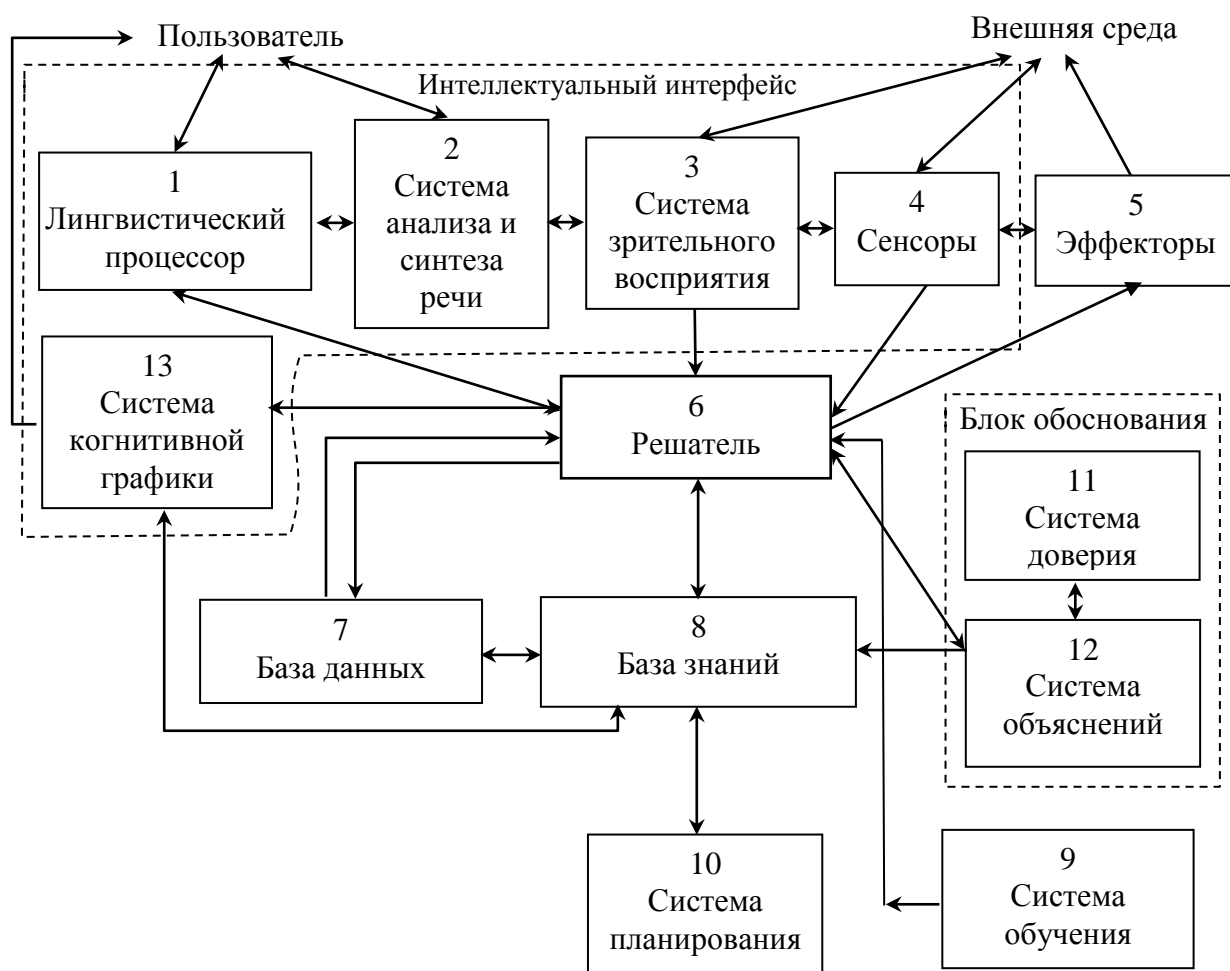 Пользователь
Внешняя среда
Интеллектуальный интерфейс
1
Лингвистический
процессор
2
Система
анализа и
синтеза
речи
3
Система
зрительного
восприятия
4
Сенсоры
5
Эффекторы
13
Система
когнитивной
графики
6
Решатель
Блок обоснования
11
Система
доверия
7
База данных
8
База знаний
12
Система
объяснений
10
Система
планирования
9
Система
обучения